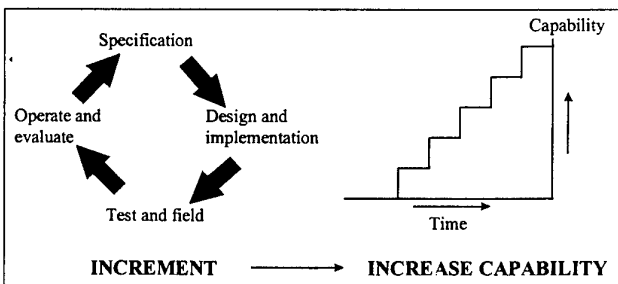 Specification
Design and
implementation
Test and field
Operate and
evaluate
Capability
Time
INCREMENT
INCREASE CAPABILITY